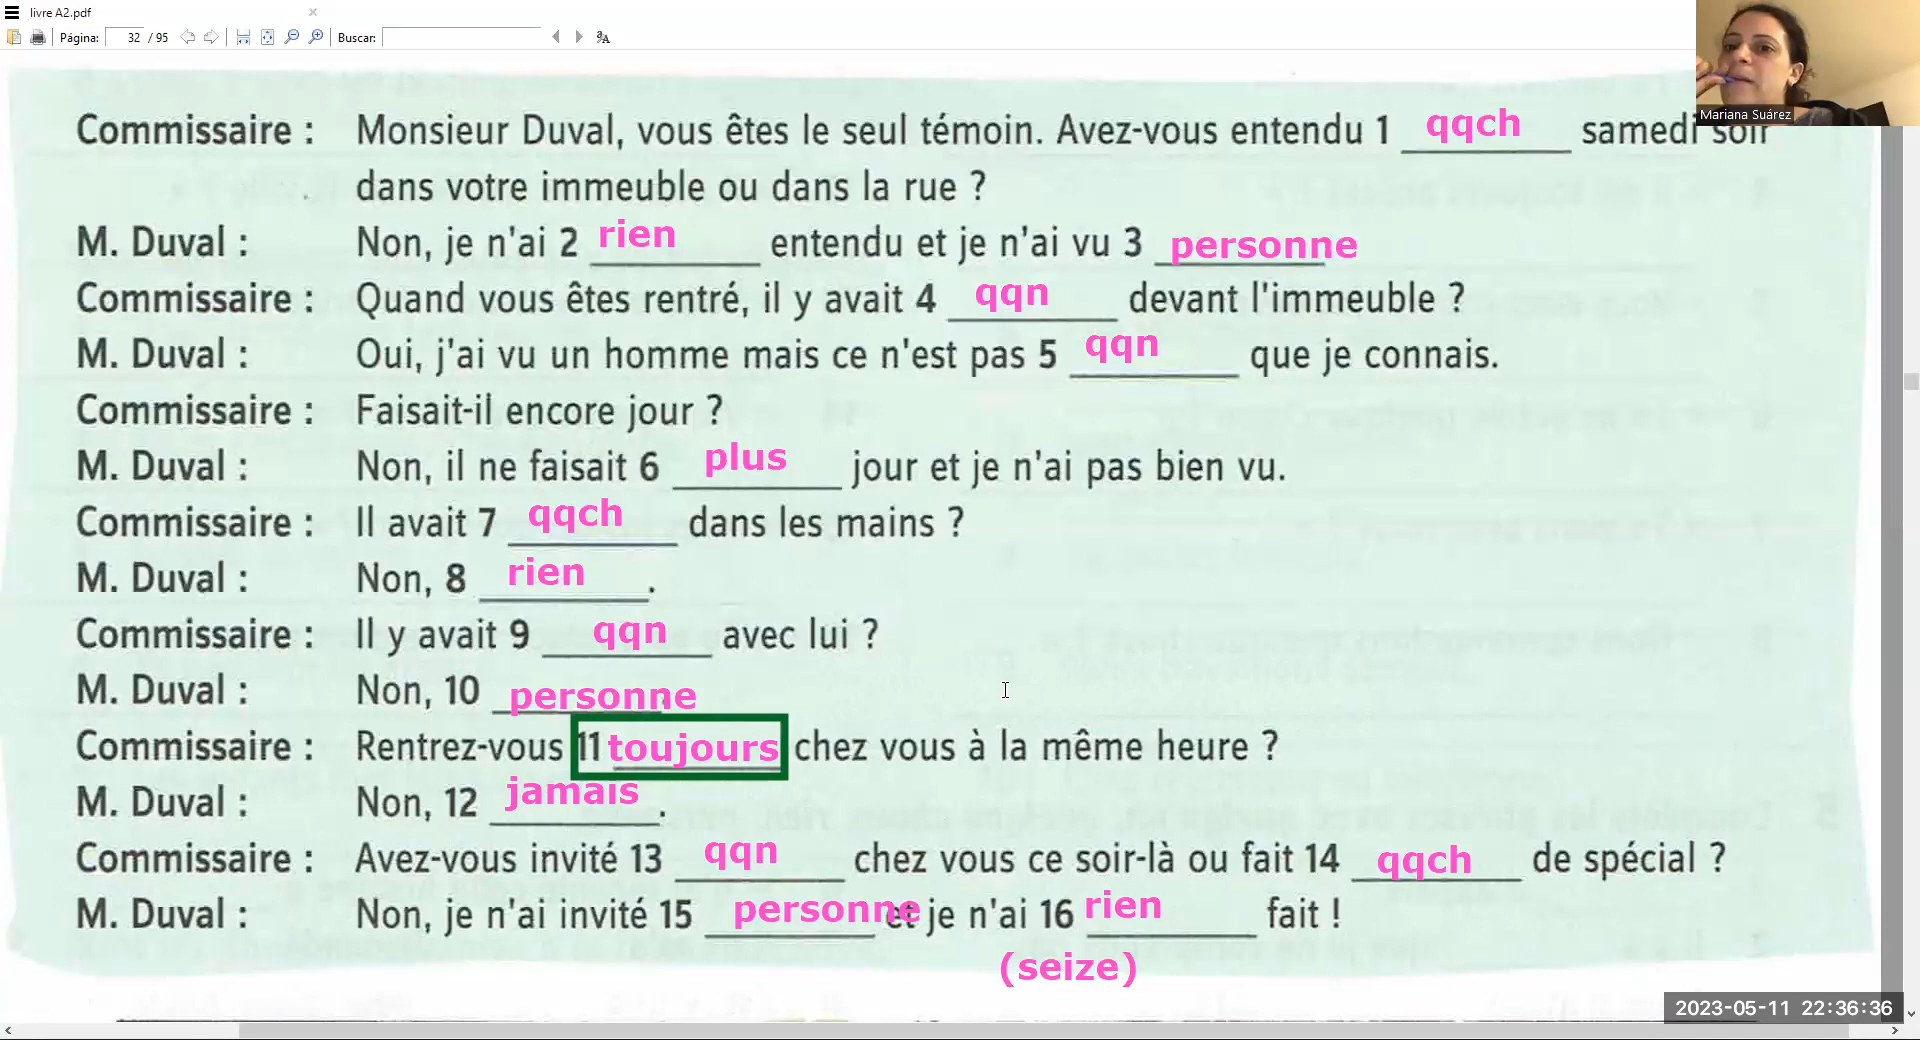 livre A2.pdf
Página: 32 / 95 Buscar:
Mariana Suárez
Commissaire : Monsieur Duval, vous êtes le seul témoin. Avez-vous entendu 1 qqch samedi soir
dans votre immeuble ou dans la rue ?
M. Duval : Non, je n'ai 2 rien entendu et je n'ai vu 3 personne
Commissaire : Quand vous êtes rentré, il y avait 4 qqn devant l'immeuble ?
M. Duval : Oui, j'ai vu un homme mais ce n'est pas 5 qqn que je connais.
Commissaire : Faisait-il encore jour ?
M. Duval : Non, il ne faisait 6 plus jour et je n'ai pas bien vu.
Commissaire : Il avait 7 qqch dans les mains ?
M. Duval : Non, 8 rien .
Commissaire : Il y avait 9 qqn avec lui ?
M. Duval : Non, 10 personne .
Commissaire : Rentrez-vous 11 toujours chez vous à la même heure ?
M. Duval : Non, 12 jamais .
Commissaire : Avez-vous invité 13 qqn chez vous ce soir-là ou fait 14 qqch de spécial ?
M. Duval : Non, je n'ai invité 15 personne et je n'ai 16 rien fait !
(seize)
2023-05-11 22:36:36